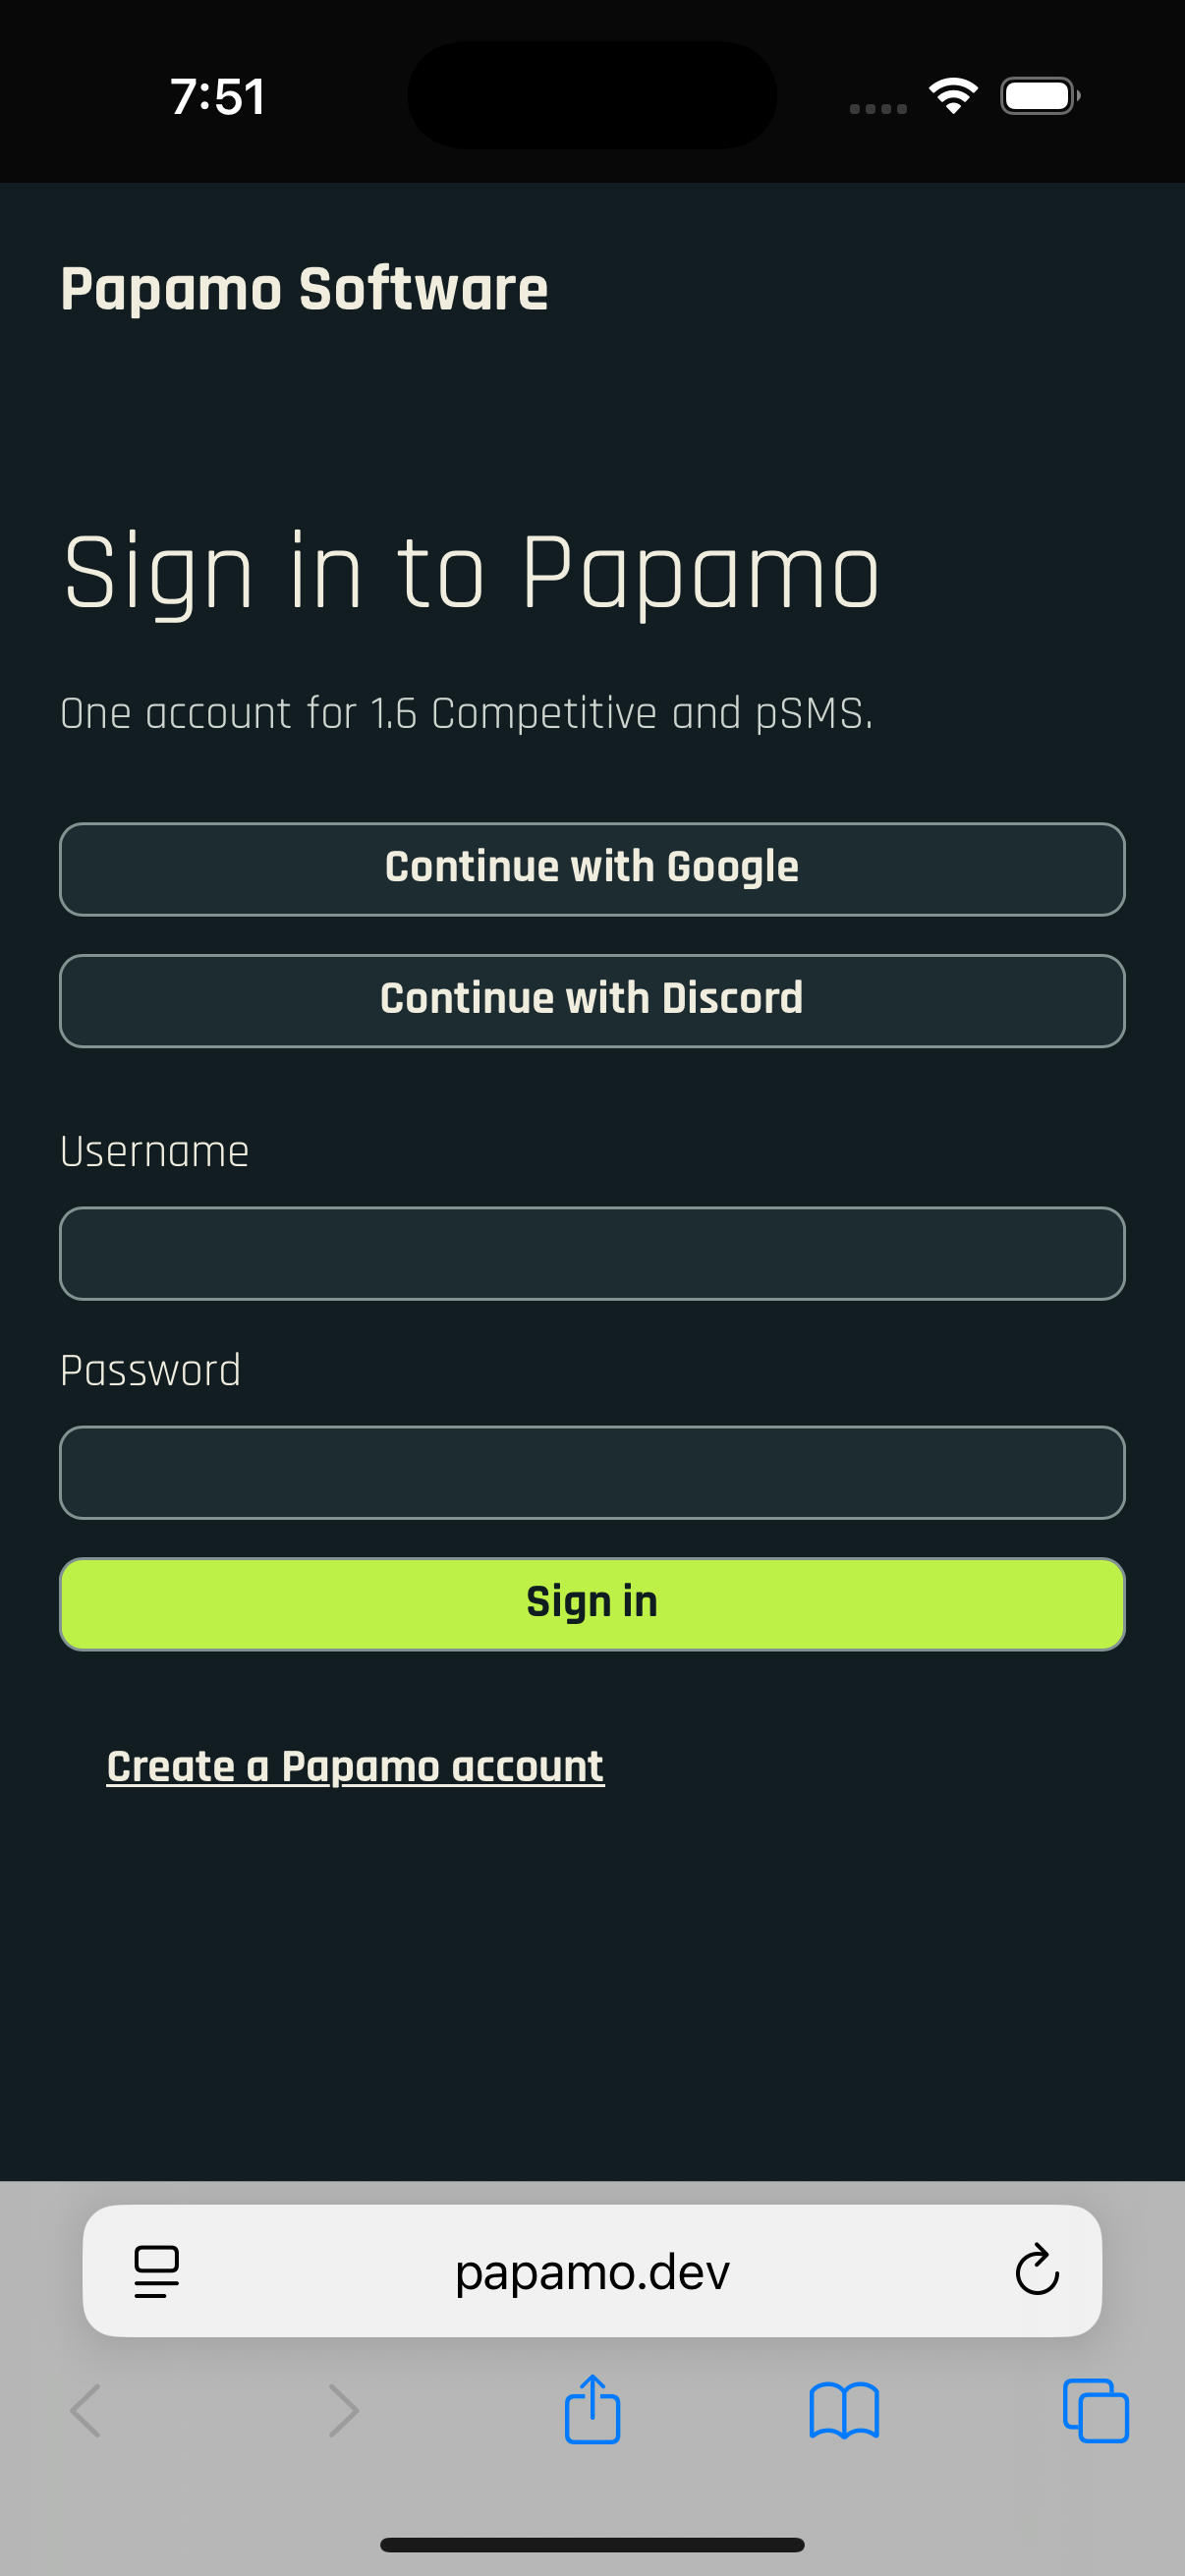 7:51
Papamo Software
Sign in to Papamo
One account for 1.6 Competitive and pSMS.
Continue with Google
Continue with Discord
Username
Password
Sign in
Create a Papamo account
papamo.dev